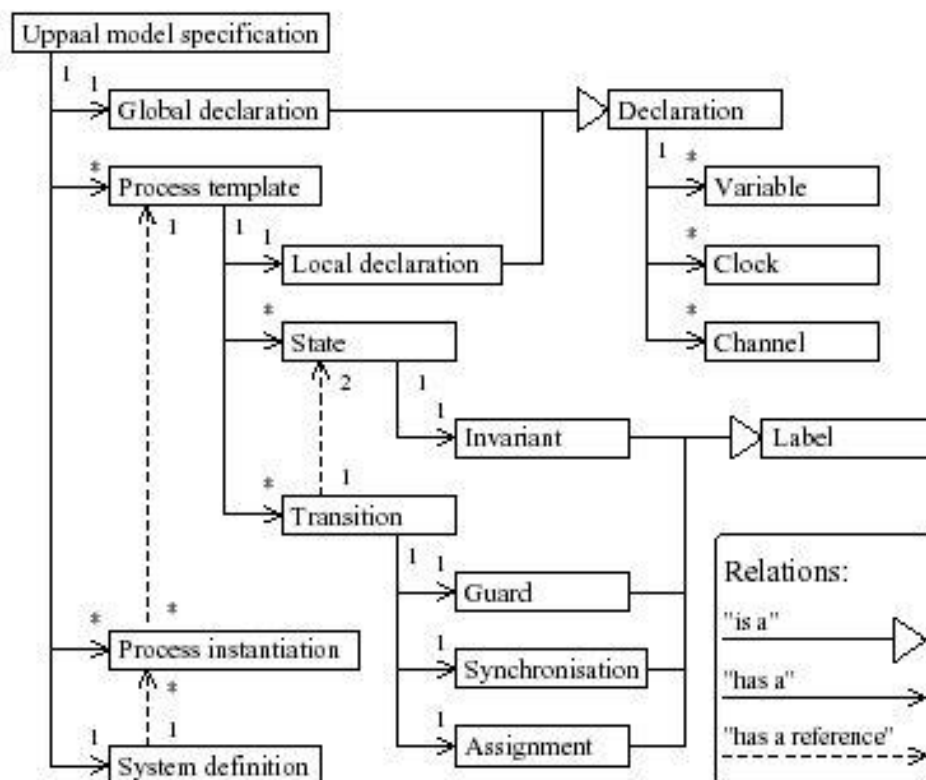 Uppaal model specification
1
1
Global declaration
Declaration
1
*
*
Process template
Variable
1
1
1
*
Local declaration
Clock
*
*
State
Channel
2
1
1
Invariant
Label
*
1
Transition
1
1
Relations:
Guard
"is a"
*
*
1
Process instantiation
Synchronisation
"has a"
*
1
1
1
"has a reference"
System definition
Assignment